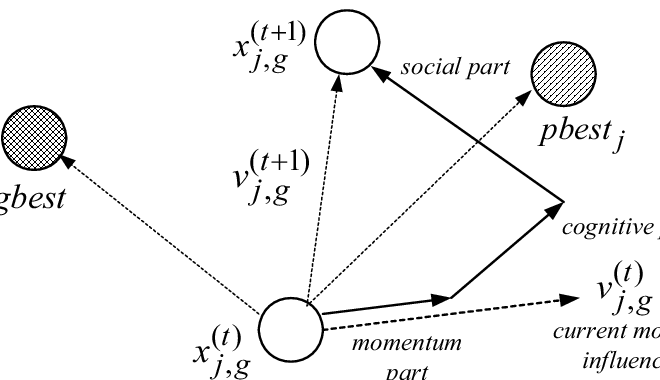 x_{j,g}^{(t+1)}
social part
pbest_j
gbest
v_{j,g}^{(t+1)}
cognitive
v_{j,g}^{(t)}
x_{j,g}^{(t)}
current mo
influenc
momentum
part